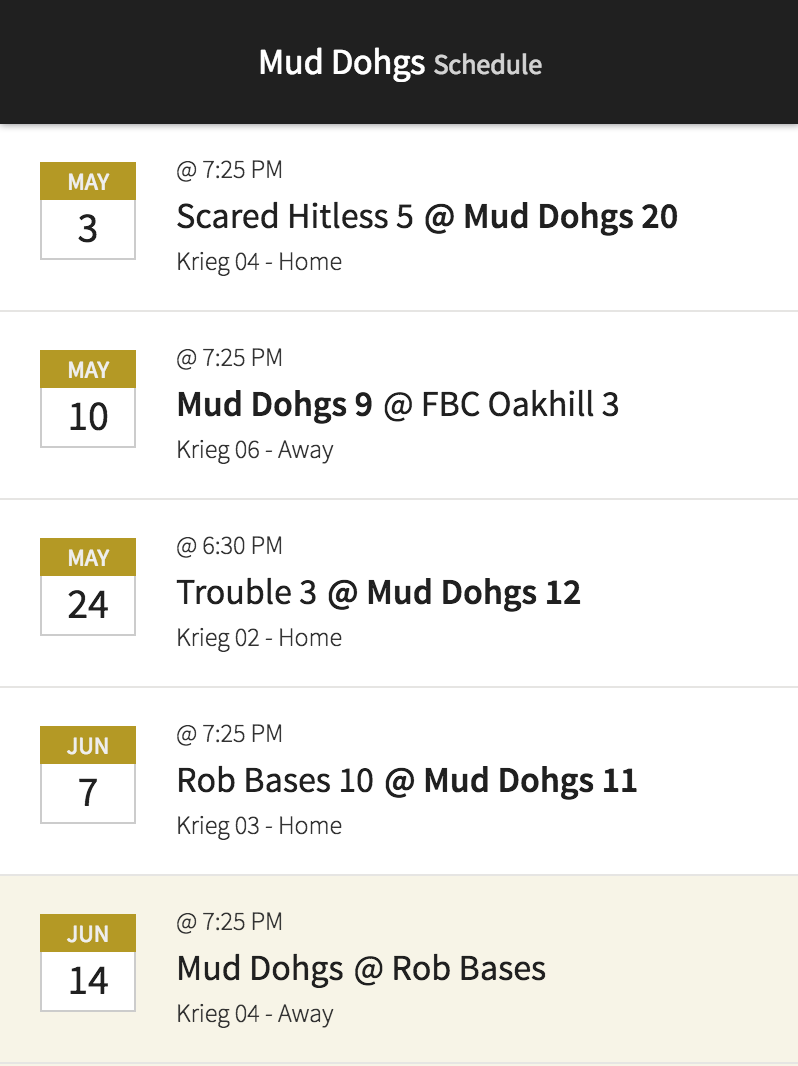 Mud Dohgs Schedule
MAY
3
@ 7:25 PM
Scared Hitless 5 @ Mud Dohgs 20
Krieg 04 - Home
MAY
10
@ 7:25 PM
Mud Dohgs 9 @ FBC Oakhill 3
Krieg 06 - Away
MAY
24
@ 6:30 PM
Trouble 3 @ Mud Dohgs 12
Krieg 02 - Home
JUN
7
@ 7:25 PM
Rob Bases 10 @ Mud Dohgs 11
Krieg 03 - Home
JUN
14
@ 7:25 PM
Mud Dohgs @ Rob Bases
Krieg 04 - Away